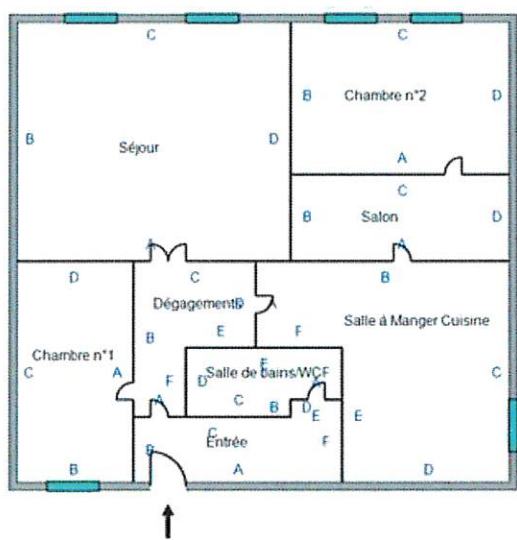 C C
B Chambre n°2 D
B Séjour D
A
C
B Salon D
A A
D C B
Dégagement D A
Salle à Manger Cuisine
B E F
Chambre n°1
C A F D E Salle de bains/WC F A C
A C B D E E
C
B Entrée F
B A D